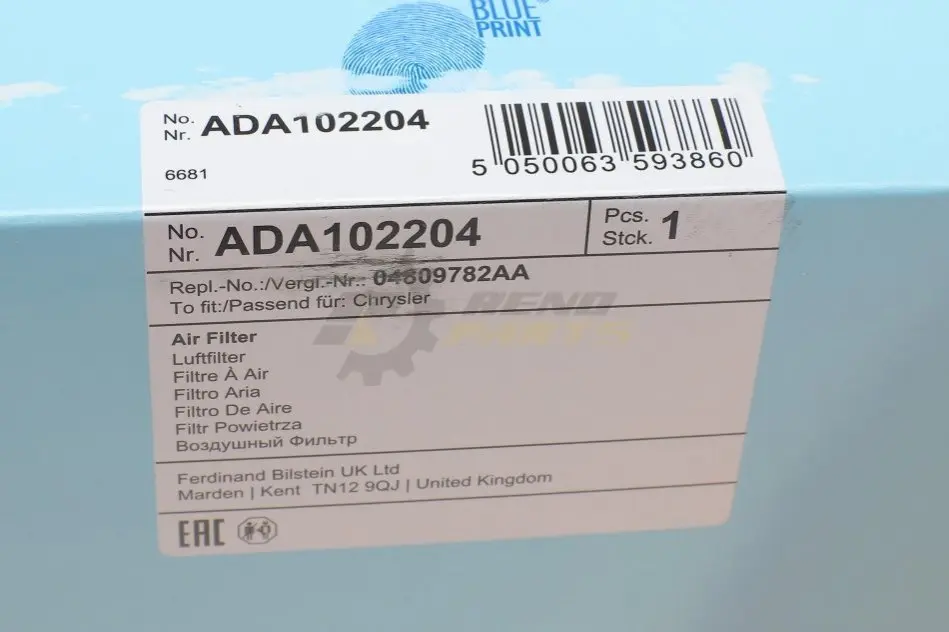 BLUE
PRINT
No. ADA102204
Nr.
6681
5 050063 593860
No. ADA102204
Nr.
Pcs. 1
Stck.
Repl.-No.:/Vergl.-Nr.: 04809782AA
To fit:/Passend für: Chrysler
Air Filter
Luftfilter
Filtre À Air
Filtro Aria
Filtro De Aire
Filtr Powietrza
Воздушный Фильтр
Ferdinand Bilstein UK Ltd
Marden | Kent TN12 9QJ | United Kingdom
EAC
RENO
PARTS